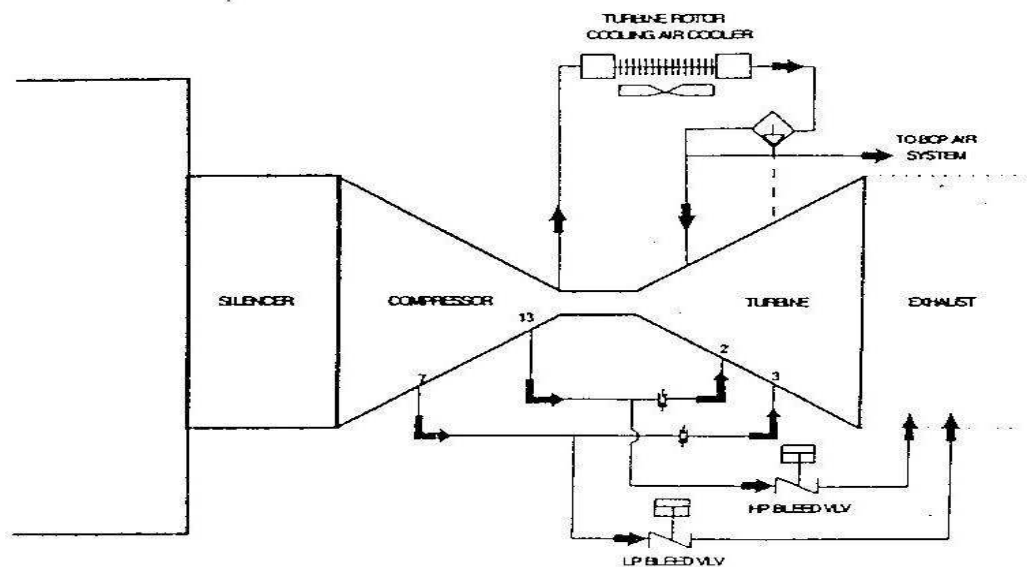 TURBINE ROTOR
COOLING AIR COOLER
TO BCP AIR
SYSTEM
SILENCER
COMPRESSOR
TURBINE
EXHAUST
13
2
7
3
HP BLEED VLV
LP BLEED VLV